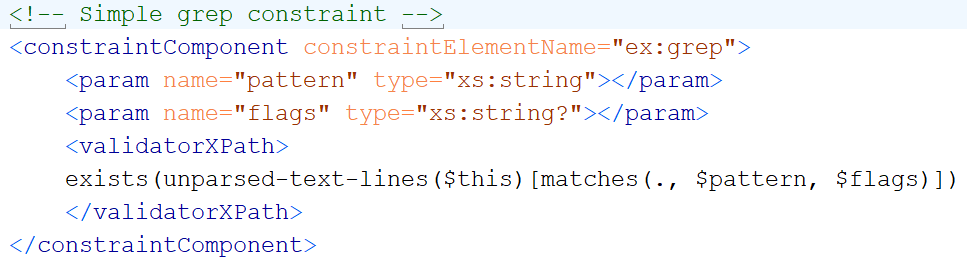 <!-- Simple grep constraint -->
<constraintComponent constraintElementName="ex:grep">
    <param name="pattern" type="xs:string"></param>
    <param name="flags" type="xs:string?"></param>
    <validatorXPath>
    exists(unparsed-text-lines($this)[matches(., $pattern, $flags)])
    </validatorXPath>
</constraintComponent>